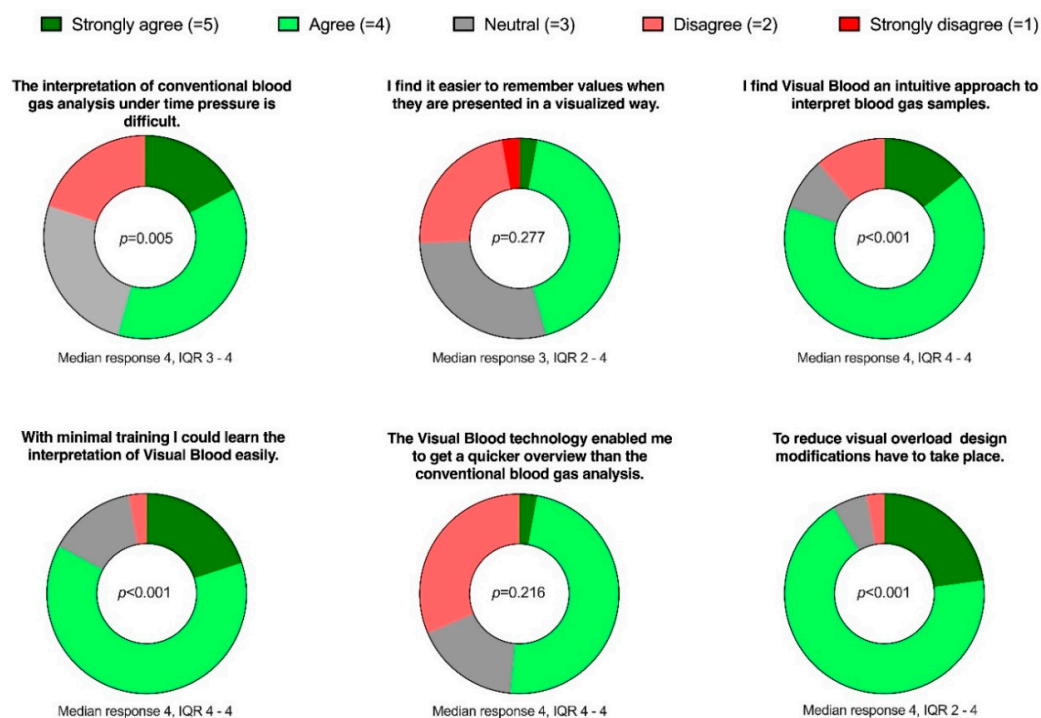 Strongly agree (=5) Agree (=4) Neutral (=3) Disagree (=2) Strongly disagree (=1)
The interpretation of conventional blood
gas analysis under time pressure is
difficult.
p=0.005
Median response 4, IQR 3 - 4
I find it easier to remember values when
they are presented in a visualized way.
p=0.277
Median response 3, IQR 2 - 4
I find Visual Blood an intuitive approach to
interpret blood gas samples.
p<0.001
Median response 4, IQR 4 - 4
With minimal training I could learn the
interpretation of Visual Blood easily.
p<0.001
Median response 4, IQR 4 - 4
The Visual Blood technology enabled me
to get a quicker overview than the
conventional blood gas analysis.
p=0.216
Median response 4, IQR 4 - 4
To reduce visual overload design
modifications have to take place.
p<0.001
Median response 4, IQR 2 - 4